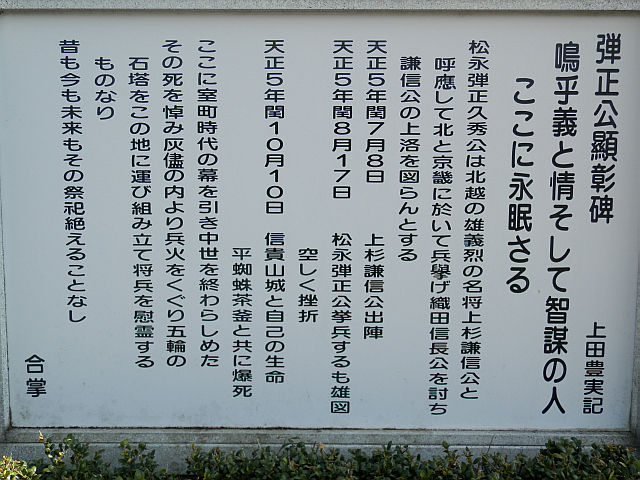 弾正公顯彰碑
上田豊実記
鳴乎義と情そして智謀の人
ここに永眠さる
松永弾正久秀公は北越の雄義烈の名将上杉謙信公と
呼應して北と京畿に於いて兵擧げ織田信長公を討ち
謙信公の上洛を図らんとする
天正5年閏7月8日 上杉謙信公出陣
天正5年閏8月17日 松永弾正公挙兵するも雄図
空しく挫折
天正5年閏10月10日 信貴山城と自己の生命
平蜘蛛茶釜と共に爆死
ここに室町時代の幕を引き中世を終わらしめた
その死を悼み灰儘の内より兵火をくぐり五輪の
石塔をこの地に運び組み立て将兵を慰霊する
ものなり
昔も今も未来もその祭祀絶えることなし
合掌